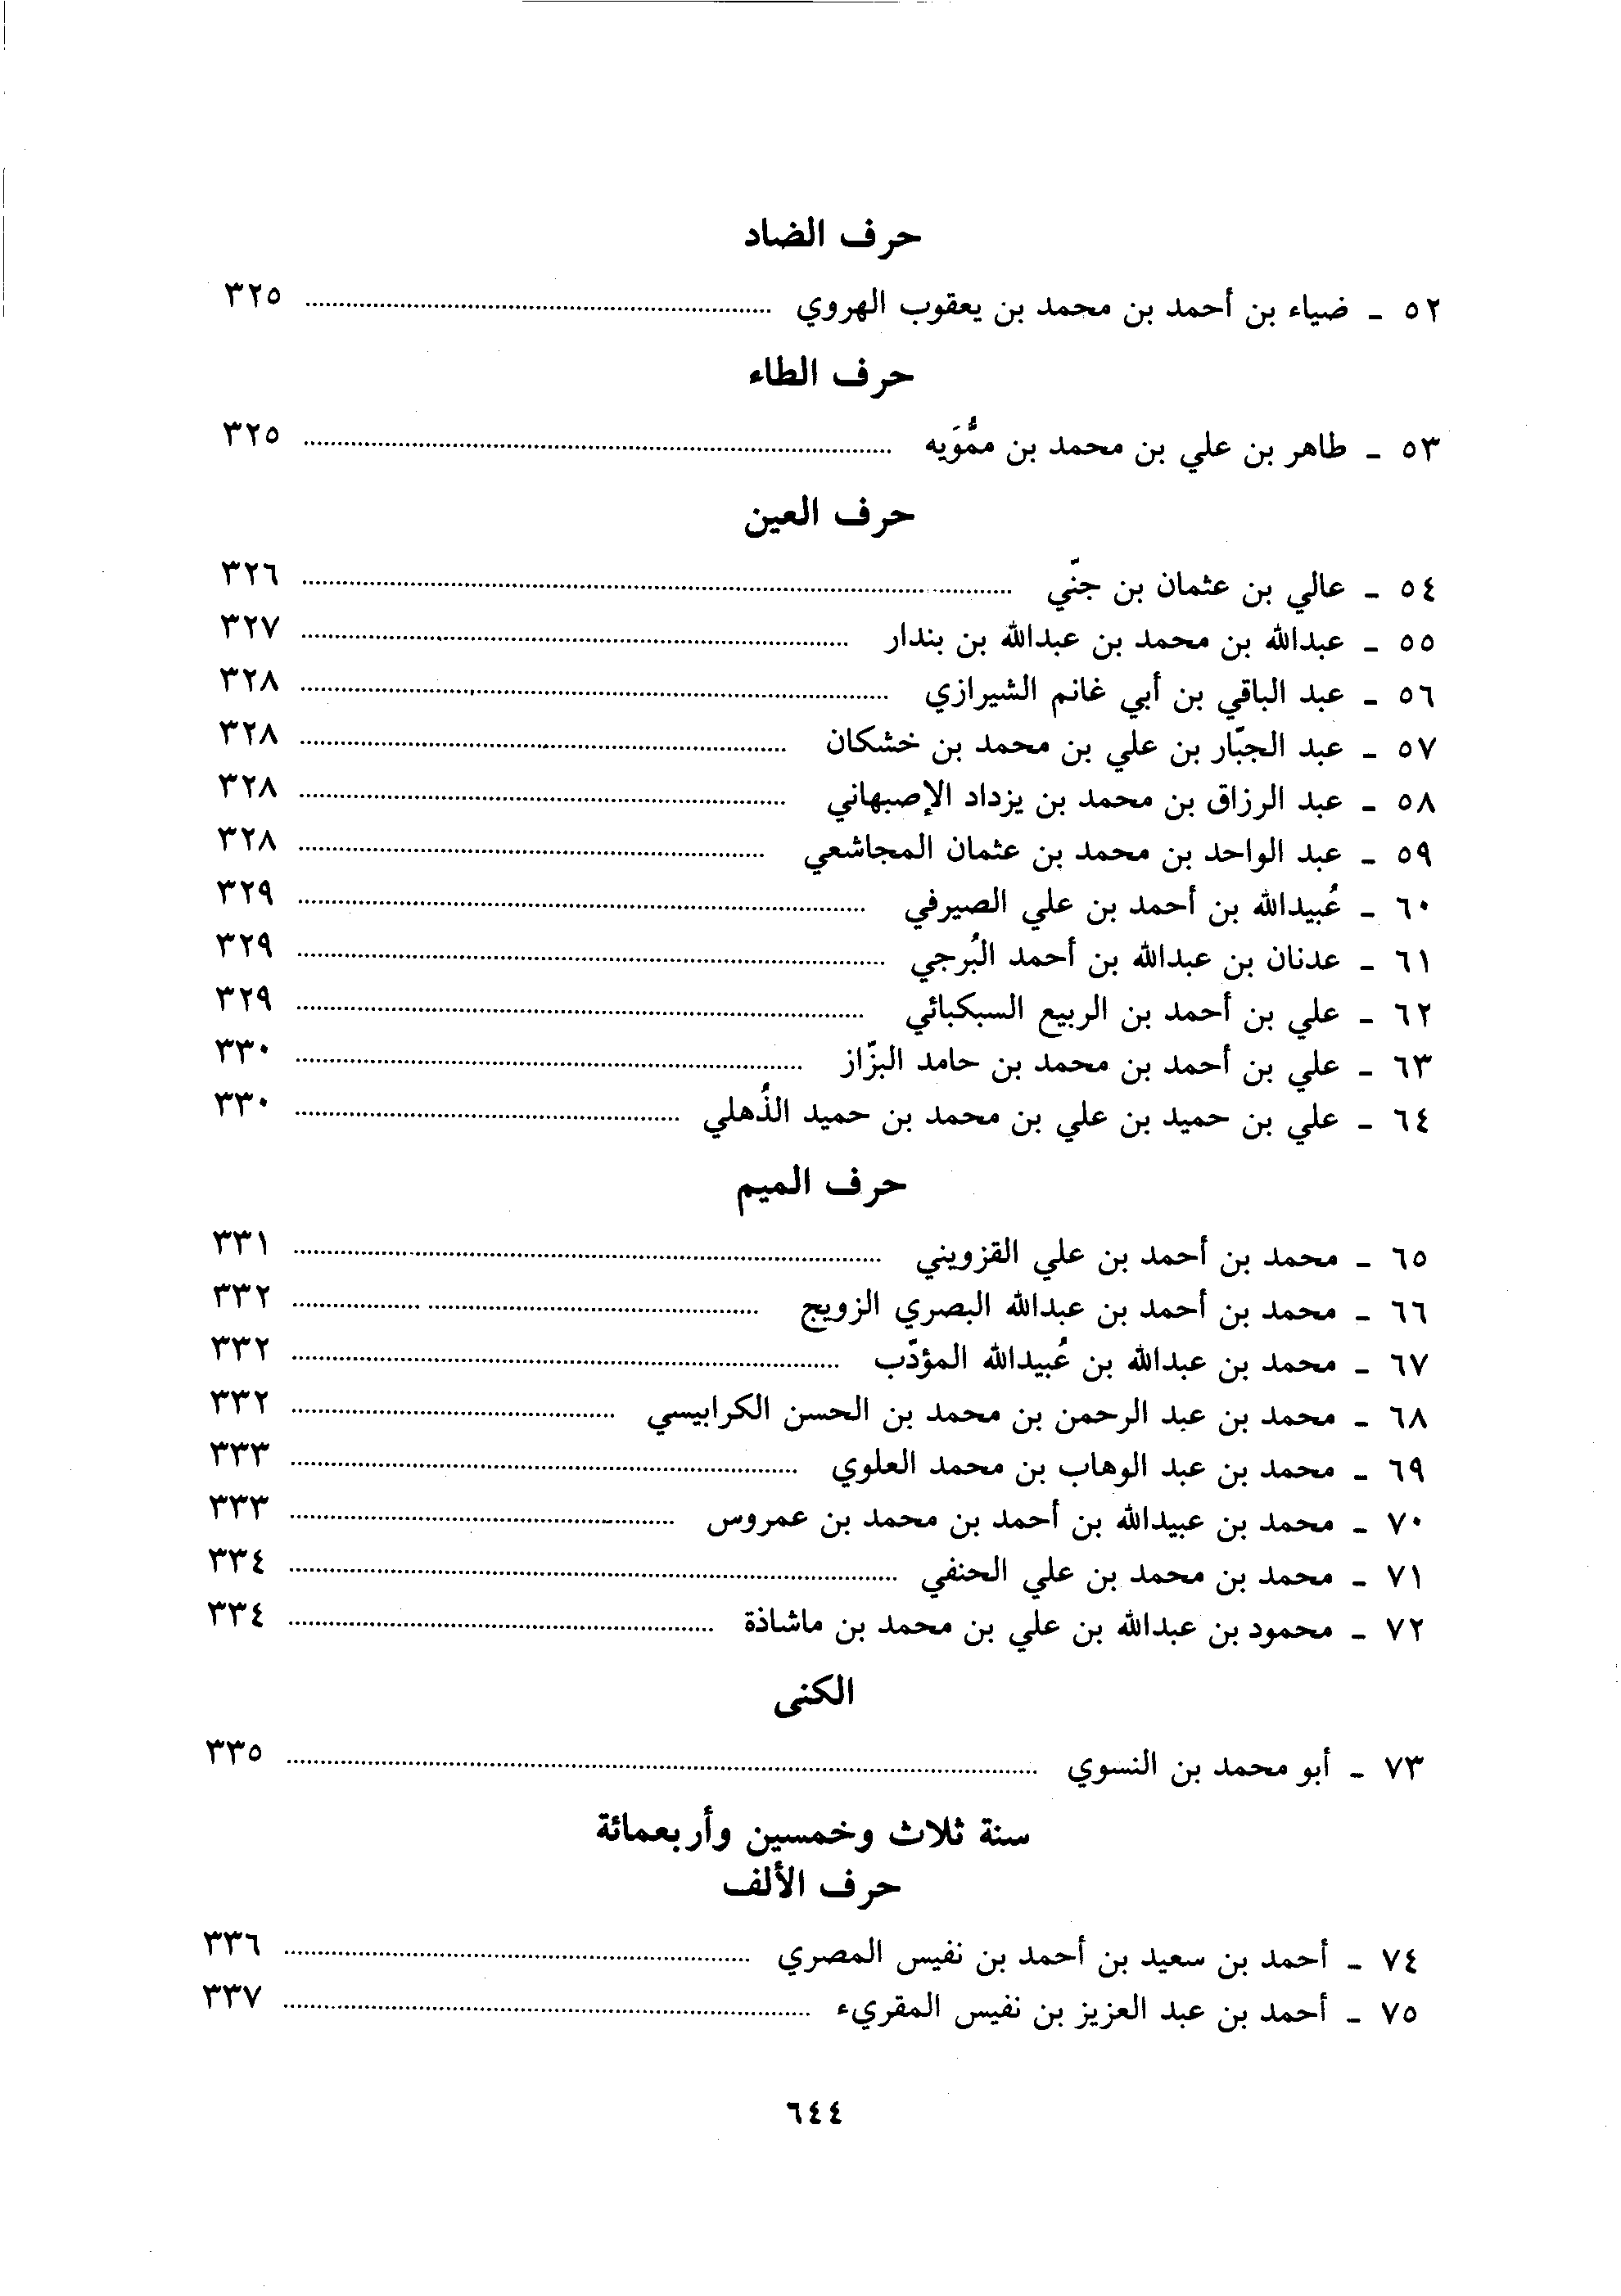 حرف الضاد
٥٢ - ضياء بن أحمد بن محمد بن يعقوب الهروي ........ ٣٢٥
حرف الطاء
٥٣ - طاهر بن علي بن محمد بن ممُّوَيه ........ ٣٢٥
حرف العين
٥٤ - عالي بن عثمان بن جنّي ........ ٣٢٦
٥٥ - عبدالله بن محمد بن عبدالله بن بندار ........ ٣٢٧
٥٦ - عبد الباقي بن أبي غانم الشيرازي ........ ٣٢٨
٥٧ - عبد الجبّار بن علي بن محمد بن خشكان ........ ٣٢٨
٥٨ - عبد الرزاق بن محمد بن يزداد الإصبهاني ........ ٣٢٨
٥٩ - عبد الواحد بن محمد بن عثمان المجاشعي ........ ٣٢٨
٦٠ - عُبيدالله بن أحمد بن علي الصيرفي ........ ٣٢٩
٦١ - عدنان بن عبدالله بن أحمد البُرجي ........ ٣٢٩
٦٢ - علي بن أحمد بن الربيع السبكبائي ........ ٣٢٩
٦٣ - علي بن أحمد بن محمد بن حامد البزّاز ........ ٣٣٠
٦٤ - علي بن حميد بن علي بن محمد بن حميد الذُهلي ........ ٣٣٠
حرف الميم
٦٥ - محمد بن أحمد بن علي القزويني ........ ٣٣١
٦٦ - محمد بن أحمد بن عبدالله البصري الزويج ........ ٣٣٢
٦٧ - محمد بن عبدالله بن عُبيدالله المؤدّب ........ ٣٣٢
٦٨ - محمد بن عبد الرحمن بن محمد بن الحسن الكرابيسي ........ ٣٣٢
٦٩ - محمد بن عبد الوهاب بن محمد العلوي ........ ٣٣٣
٧٠ - محمد بن عبيدالله بن أحمد بن محمد بن عمروس ........ ٣٣٣
٧١ - محمد بن محمد بن علي الحنفي ........ ٣٣٤
٧٢ - محمود بن عبدالله بن علي بن محمد بن ماشاذة ........ ٣٣٤
الكنى
٧٣ - أبو محمد بن النسوي ........ ٣٣٥
سنة ثلاث وخمسين وأربعمائة
حرف الألف
٧٤ - أحمد بن سعيد بن أحمد بن نفيس المصري ........ ٣٣٦
٧٥ - أحمد بن عبد العزيز بن نفيس المقريء ........ ٣٣٧
٦٤٤